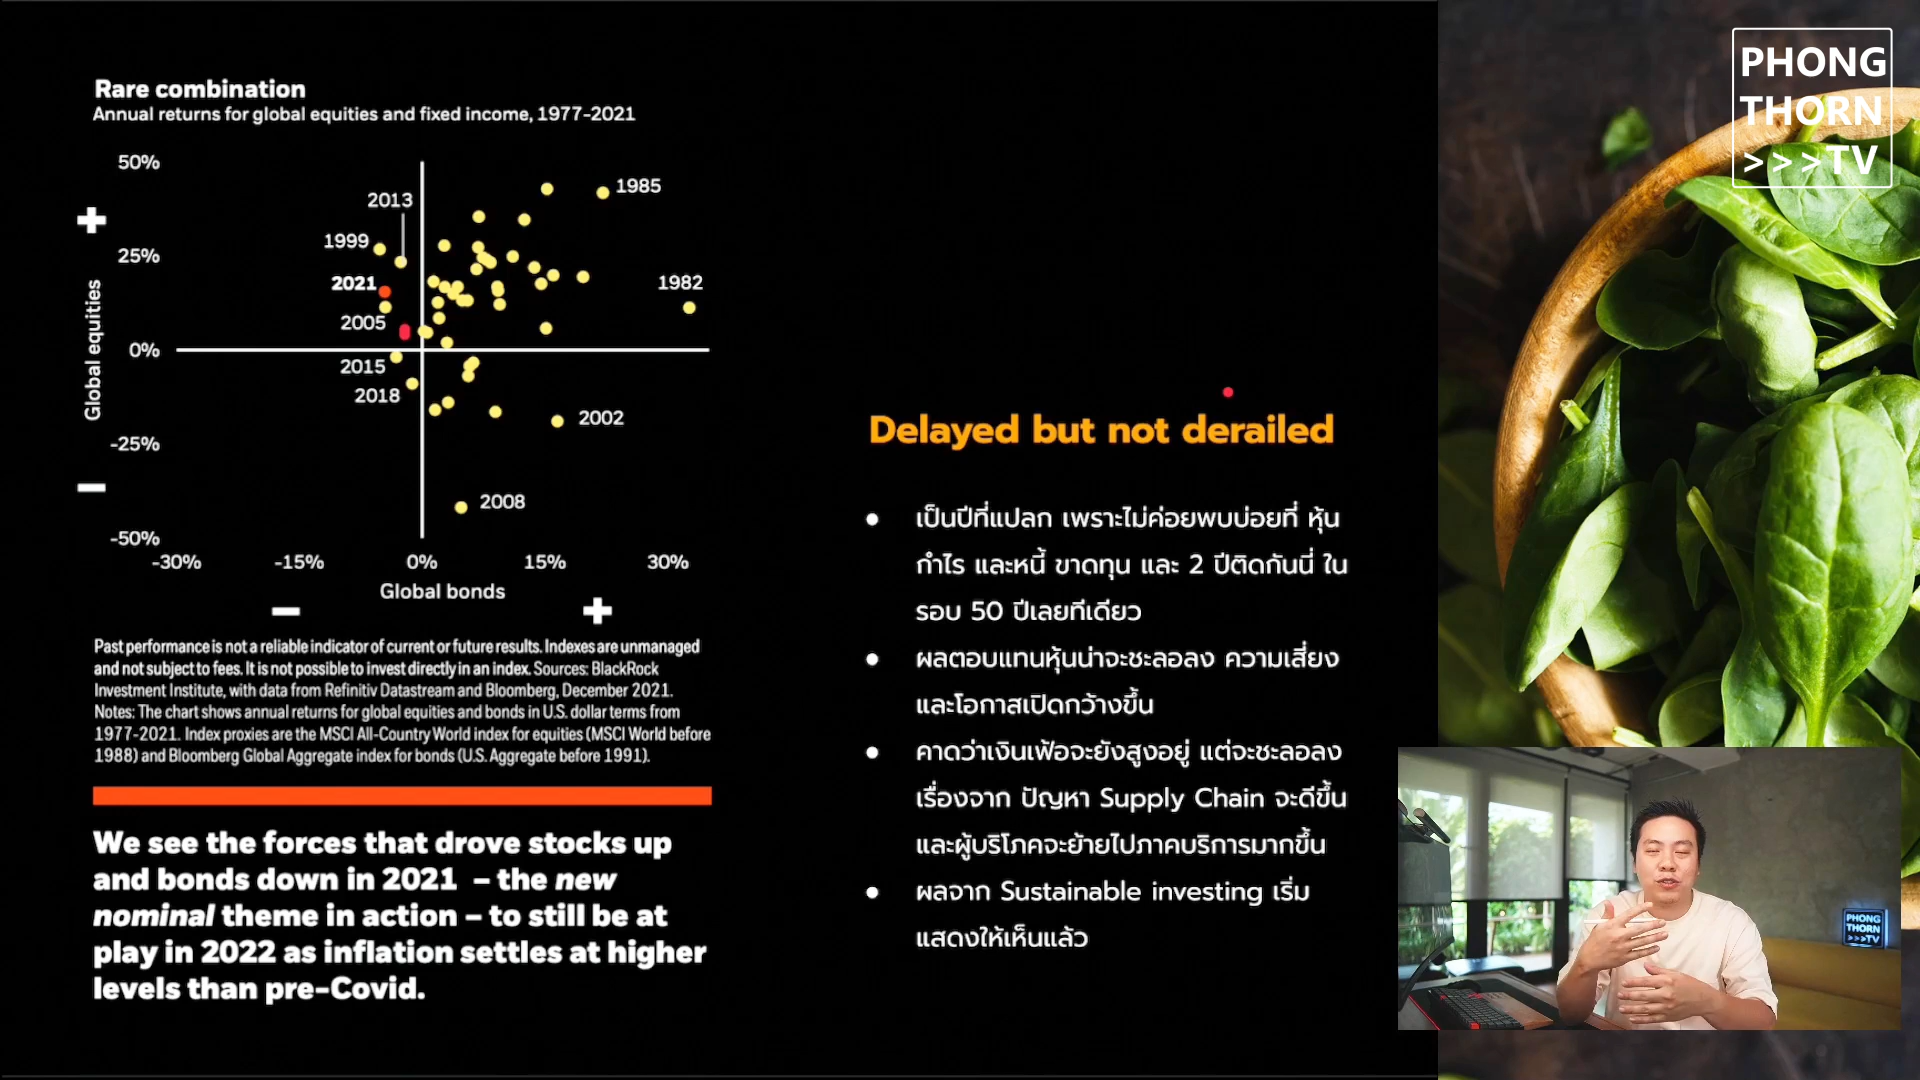 Rare combination
Annual returns for global equities and fixed income, 1977-2021
50%
25%
0%
-25%
-50%
Global equities
2013
1985
1999
2021
1982
2005
2015
2018
2002
2008
-30%
-15%
0%
15%
30%
Global bonds
Past performance is not a reliable indicator of current or future results. Indexes are unmanaged
and not subject to fees. It is not possible to invest directly in an index. Sources: BlackRock
Investment Institute, with data from Refinitiv Datastream and Bloomberg, December 2021.
Notes: The chart shows annual returns for global equities and bonds in U.S. dollar terms from
1977-2021. Index proxies are the MSCI All-Country World index for equities (MSCI World before
1988) and Bloomberg Global Aggregate index for bonds (U.S. Aggregate before 1991).
We see the forces that drove stocks up
and bonds down in 2021 – the new
nominal theme in action – to still be at
play in 2022 as inflation settles at higher
levels than pre-Covid.
Delayed but not derailed
● เป็นปีที่แปลก เพราะไม่ค่อยพบบ่อยที่ หุ้น
กำไร และหนี้ ขาดทุน และ 2 ปีติดกันนี่ ใน
รอบ 50 ปีเลยทีเดียว
● ผลตอบแทนหุ้นน่าจะชะลอลง ความเสี่ยง
และโอกาสเปิดกว้างขึ้น
● คาดว่าเงินเฟ้อจะยังสูงอยู่ แต่จะชะลอลง
เรื่องจาก ปัญหา Supply Chain จะดีขึ้น
และผู้บริโภคจะย้ายไปภาคบริการมากขึ้น
● ผลจาก Sustainable investing เริ่ม
แสดงให้เห็นแล้ว
PHONG
THORN
>>>TV
PHONG
THORN
>>>TV